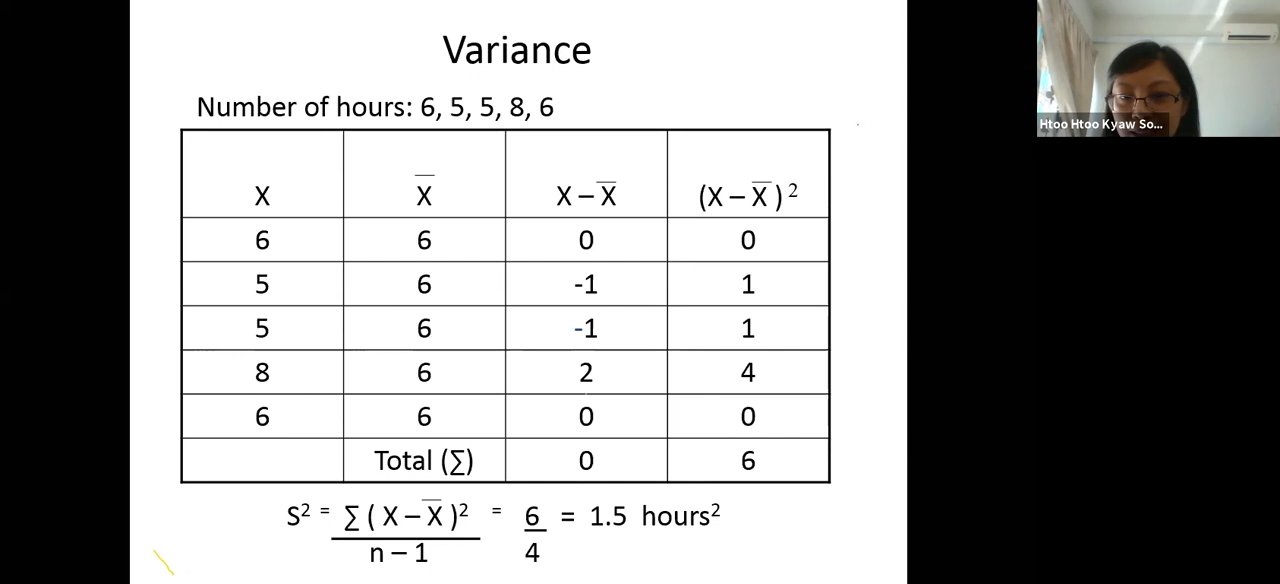 Variance
Number of hours: 6, 5, 5, 8, 6
X X̅ X – X̅ (X – X̅ ) ²
6 6 0 0
5 6 -1 1
5 6 -1 1
8 6 2 4
6 6 0 0
Total (∑) 0 6
S² = ∑ ( X – X̅ )² = 6 = 1.5 hours²
n – 1 4
Htoo Htoo Kyaw So...